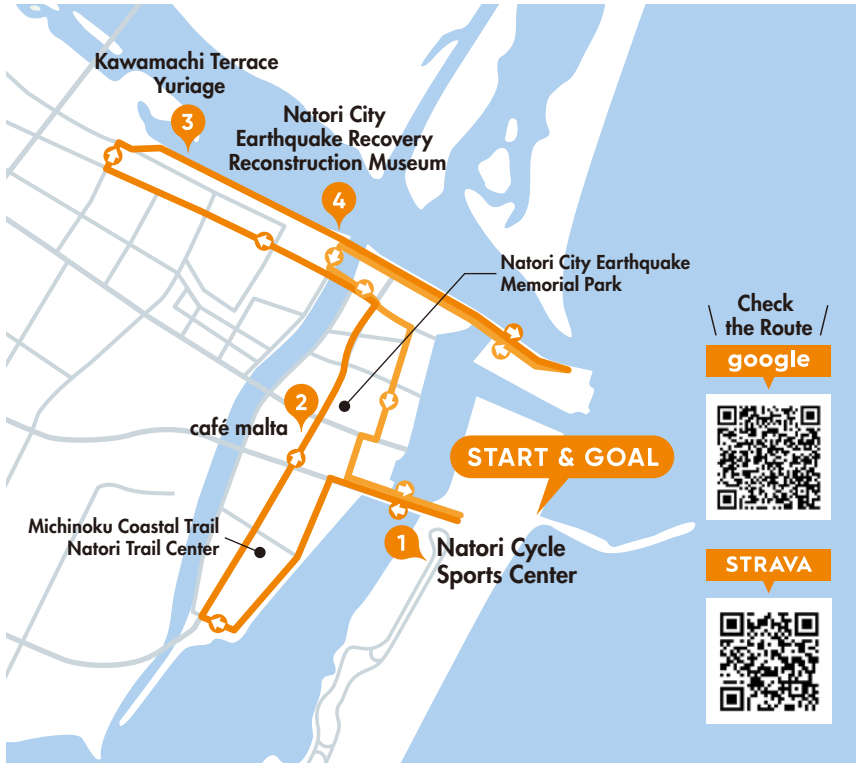 Kawamachi Terrace
Yuriage
3
Natori City
Earthquake Recovery
Reconstruction Museum
4
Natori City Earthquake
Memorial Park
Check
the Route
google
2
café malta
START & GOAL
Michinoku Coastal Trail
Natori Trail Center
1
Natori Cycle
Sports Center
STRAVA